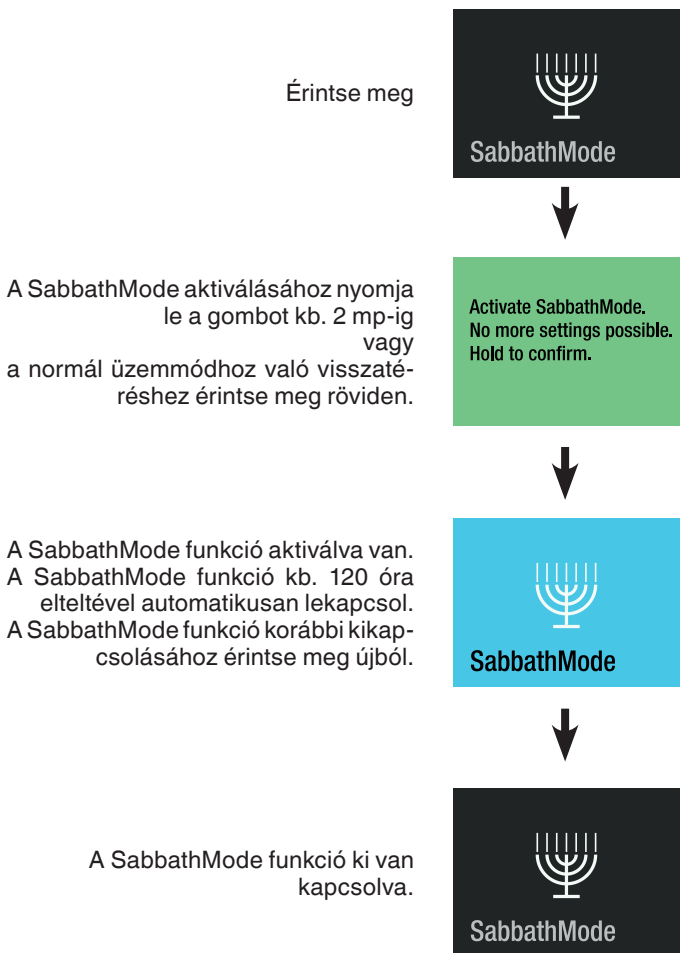 Érintse meg
SabbathMode
A SabbathMode aktiválásához nyomja
le a gombot kb. 2 mp-ig
vagy
a normál üzemmódhoz való visszaté-
réshez érintse meg röviden.
Activate SabbathMode.
No more settings possible.
Hold to confirm.
A SabbathMode funkció aktiválva van.
A SabbathMode funkció kb. 120 óra
elteltével automatikusan lekapcsol.
A SabbathMode funkció korábbi kikap-
csolásához érintse meg újból.
SabbathMode
A SabbathMode funkció ki van
kapcsolva.
SabbathMode